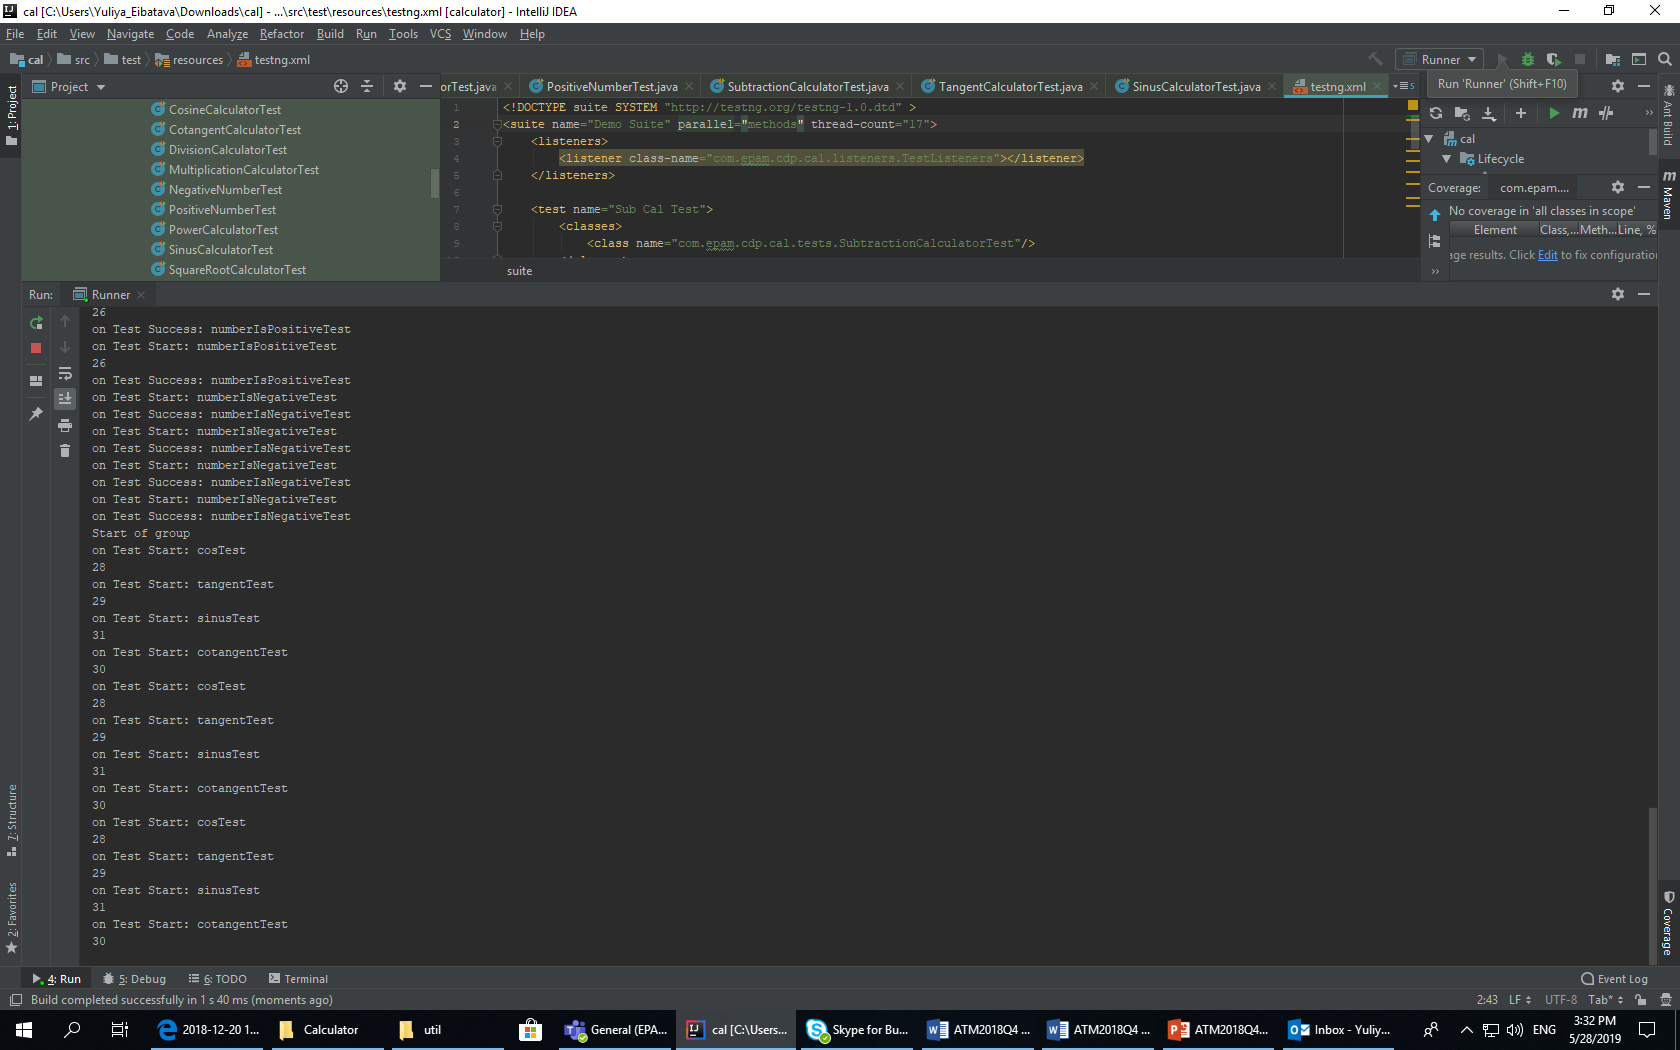 cal [C:\Users\Yuliya_Eibatava\Downloads\cal] - ...\src\test\resources\testng.xml [calculator] - IntelliJ IDEA
File Edit View Navigate Code Analyze Refactor Build Run Tools VCS Window Help
cal src test resources testng.xml
Runner
Project
orTest.java PositiveNumberTest.java SubtractionCalculatorTest.java TangentCalculatorTest.java SinusCalculatorTest.java testng.xml
5
Run 'Runner' (Shift+F10)
1: Project
CosineCalculatorTest
CotangentCalculatorTest
DivisionCalculatorTest
MultiplicationCalculatorTest
NegativeNumberTest
PositiveNumberTest
PowerCalculatorTest
SinusCalculatorTest
SquareRootCalculatorTest
1 <!DOCTYPE suite SYSTEM "http://testng.org/testng-1.0.dtd" >
2 <suite name="Demo Suite" parallel="methods" thread-count="17">
3 <listeners>
4 <listener class-name="com.epam.cdp.cal.listeners.TestListeners"></listener>
5 </listeners>
6
7 <test name="Sub Cal Test">
8 <classes>
9 <class name="com.epam.cdp.cal.tests.SubtractionCalculatorTest"/>
suite
cal
Lifecycle
Coverage: com.epam....
No coverage in 'all classes in scope'
Element Class,... Meth... Line, %
age results. Click Edit to fix configuration
Ant Build
Maven
Coverage
Run: Runner
26
on Test Success: numberIsPositiveTest
on Test Start: numberIsPositiveTest
26
on Test Success: numberIsPositiveTest
on Test Start: numberIsNegativeTest
on Test Success: numberIsNegativeTest
on Test Start: numberIsNegativeTest
on Test Success: numberIsNegativeTest
on Test Start: numberIsNegativeTest
on Test Success: numberIsNegativeTest
on Test Start: numberIsNegativeTest
on Test Success: numberIsNegativeTest
Start of group
on Test Start: cosTest
28
on Test Start: tangentTest
29
on Test Start: sinusTest
31
on Test Start: cotangentTest
30
on Test Start: cosTest
28
on Test Start: tangentTest
29
on Test Start: sinusTest
31
on Test Start: cotangentTest
30
on Test Start: cosTest
28
on Test Start: tangentTest
29
on Test Start: sinusTest
31
on Test Start: cotangentTest
30
7: Structure
2: Favorites
4: Run 5: Debug 6: TODO Terminal Event Log
Build completed successfully in 1 s 40 ms (moments ago) 2:43 LF UTF-8 Tab*
2018-12-20 1... Calculator util General (EPA... cal [C:\Users... Skype for Bu... ATM2018Q4 ... ATM2018Q4 ... ATM2018Q4... Inbox - Yuliy... ENG
3:32 PM
5/28/2019